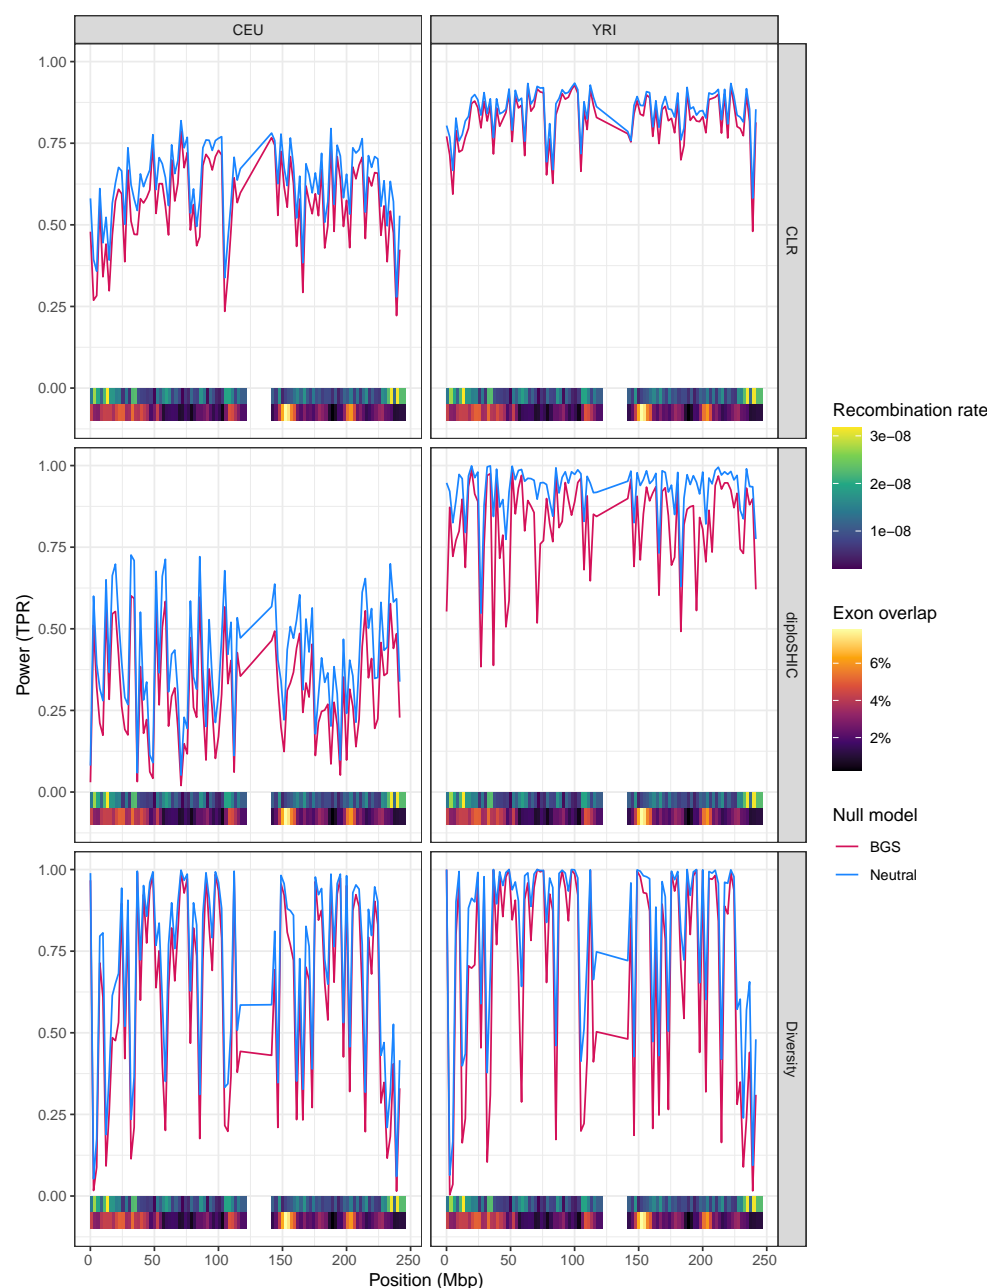 CEU
YRI
1.00
0.75
0.50
0.25
0.00
CLR
1.00
0.75
0.50
0.25
0.00
diploSHIC
1.00
0.75
0.50
0.25
0.00
Diversity
Power (TPR)
0
50
100
150
200
250
0
50
100
150
200
250
Position (Mbp)
Recombination rate
3e−08
2e−08
1e−08
Exon overlap
6%
4%
2%
Null model
BGS
Neutral